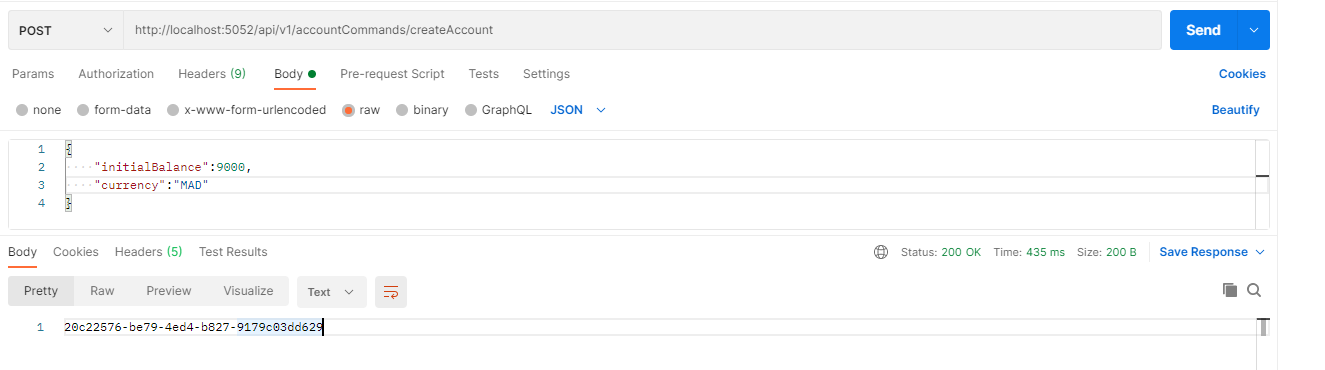 POST http://localhost:5052/api/v1/accountCommands/createAccount Send
Params Authorization Headers (9) Body Pre-request Script Tests Settings Cookies
none form-data x-www-form-urlencoded raw binary GraphQL JSON Beautify
1 {
2 "initialBalance":9000,
3 "currency":"MAD"
4 }
Body Cookies Headers (5) Test Results Status: 200 OK Time: 435 ms Size: 200 B Save Response
Pretty Raw Preview Visualize Text
1 20c22576-be79-4ed4-b827-9179c03dd629